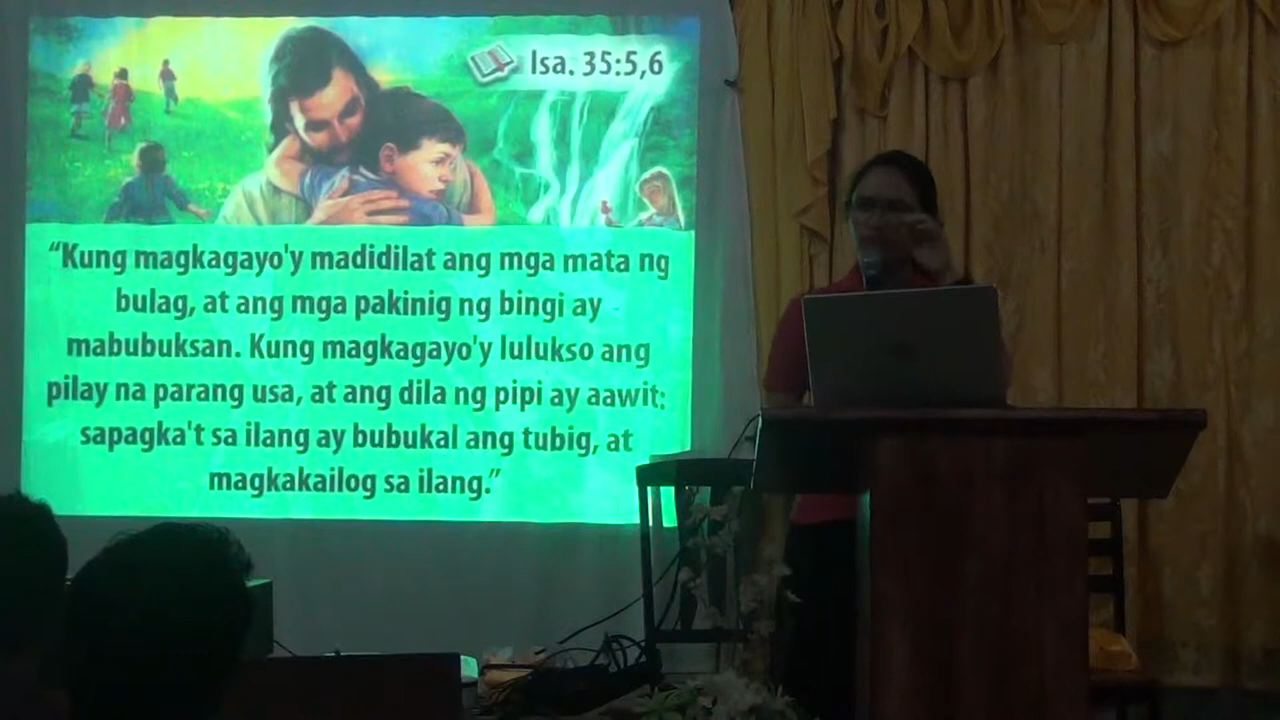 Isa. 35:5,6
“Kung magkagayo'y madidilat ang mga mata ng
bulag, at ang mga pakinig ng bingi ay
mabubuksan. Kung magkagayo'y lulukso ang
pilay na parang usa, at ang dila ng pipi ay aawit:
sapagka't sa ilang ay bubukal ang tubig, at
magkakailog sa ilang.”